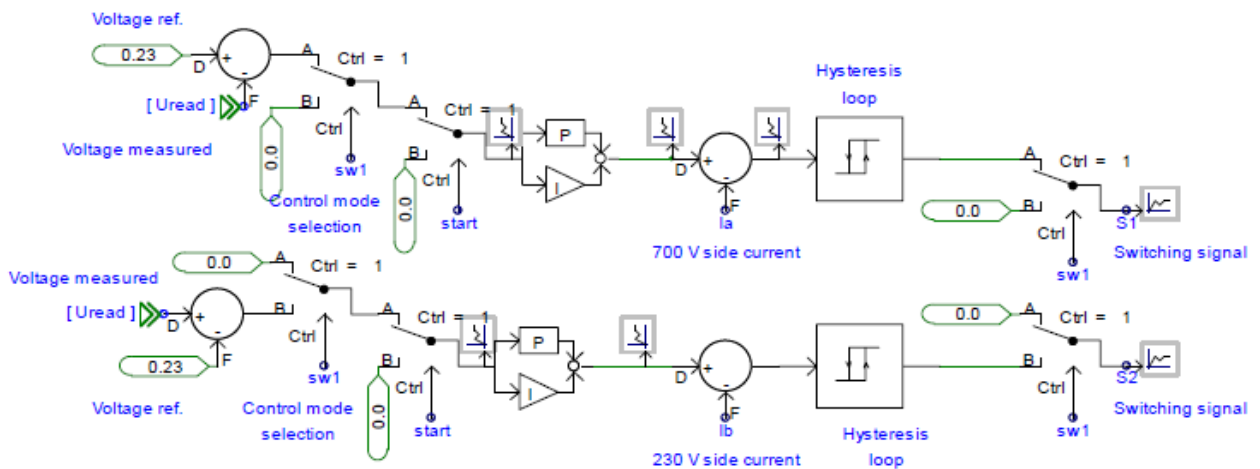 Voltage ref.
0.23
D
+
-
F
[ Uread ]
Voltage measured
A
Ctrl = 1
B
Ctrl
0.0
sw1
Control mode
selection
A
Ctrl = 1
B
Ctrl
0.0
start
P
I
D
+
-
F
Ia
700 V side current
Hysteresis
loop
A
Ctrl = 1
B
0.0
Ctrl
sw1
S1
Switching signal
Voltage measured
[ Uread ]
D
+
-
F
0.23
Voltage ref.
0.0
A
Ctrl = 1
B
Ctrl
sw1
Control mode
selection
A
Ctrl = 1
B
Ctrl
0.0
start
P
I
D
+
-
F
Ib
230 V side current
Hysteresis
loop
0.0
A
Ctrl = 1
B
Ctrl
sw1
S2
Switching signal